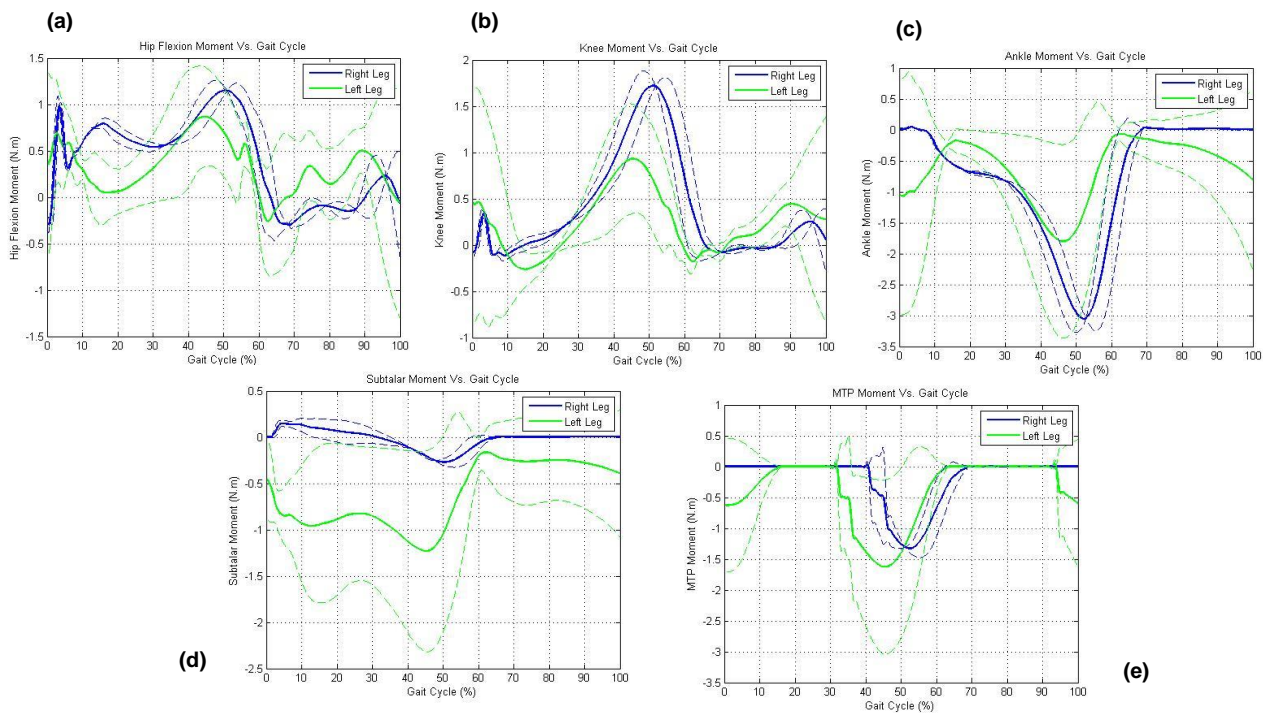 (a)
Hip Flexion Moment Vs. Gait Cycle
1.5
1
0.5
0
-0.5
-1
1.5
Hip Flexion Moment (N.m)
Right Leg
Left Leg
0 10 20 30 40 50 60 70 80 90 100
Gait Cycle (%)
(b)
Knee Moment Vs. Gait Cycle
2
1.5
1
0.5
0
0.5
-1
Knee Moment (N.m)
Right Leg
Left Leg
0 10 20 30 40 50 60 70 80 90 100
Gait Cycle (%)
(c)
Ankle Moment Vs. Gait Cycle
1
0.5
0
-0.5
-1
-1.5
-2
-2.5
-3
-3.5
Ankle Moment (N.m)
Right Leg
Left Leg
0 10 20 30 40 50 60 70 80 90 100
Gait Cycle (%)
Subtalar Moment Vs. Gait Cycle
0.5
0
-0.5
-1
-1.5
-2
-2.5
Subtalar Moment (N.m)
Right Leg
Left Leg
0 10 20 30 40 50 60 70 80 90 100
Gait Cycle (%)
(d)
MTP Moment Vs. Gait Cycle
1
0.5
0
-0.5
-1
-1.5
-2
-2.5
-3
-3.5
MTP Moment (N.m)
Right Leg
Left Leg
0 10 20 30 40 50 60 70 80 90 100
Gait Cycle (%)
(e)